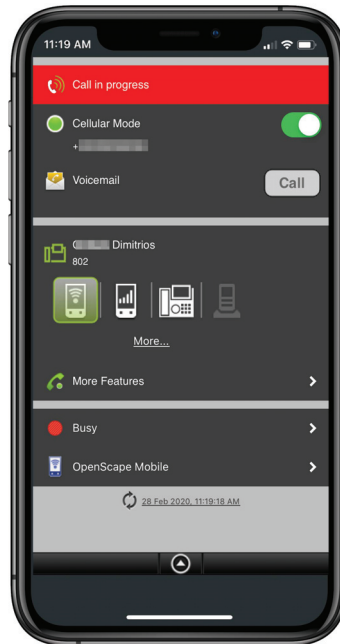 11:19 AM
Call in progress
Cellular Mode
+
Voicemail
Call
Dimitrios
802
More...
More Features
Busy
OpenScape Mobile
28 Feb 2020, 11:19:18 AM